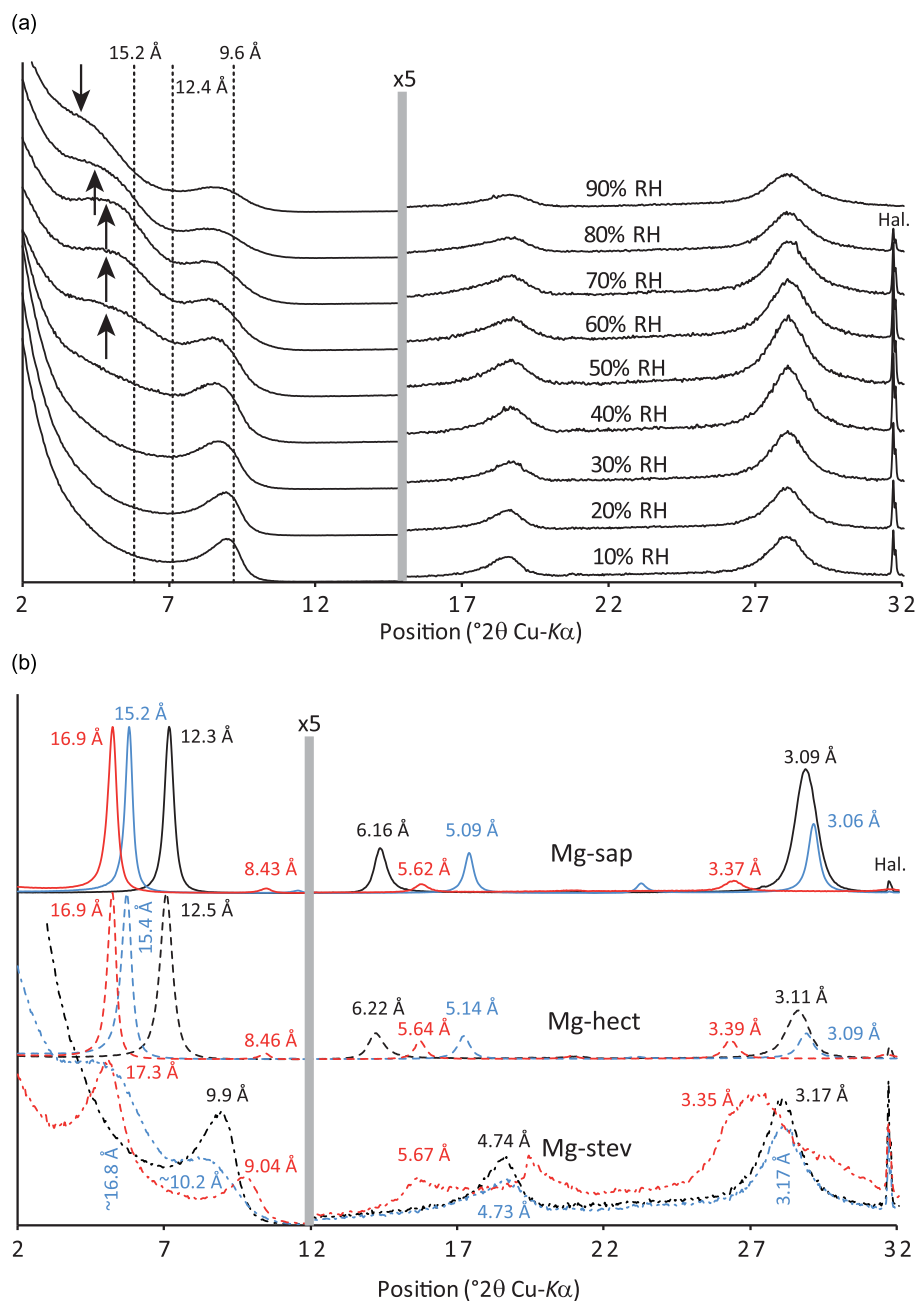 (a)
15.2 Å
9.6 Å
12.4 Å
x5
90% RH
80% RH
Hal.
70% RH
60% RH
50% RH
40% RH
30% RH
20% RH
10% RH
2 7 12 17 22 27 32
Position (°2θ Cu-Kα)
(b)
15.2 Å
x5
16.9 Å
12.3 Å
3.09 Å
6.16 Å
5.09 Å
3.06 Å
Mg-sap
8.43 Å
5.62 Å
3.37 Å
Hal.
16.9 Å
15.4 Å
12.5 Å
6.22 Å
5.14 Å
Mg-hect
3.11 Å
8.46 Å
5.64 Å
3.39 Å
3.09 Å
17.3 Å
9.9 Å
3.35 Å
3.17 Å
4.74 Å
Mg-stev
~16.8 Å
~10.2 Å
9.04 Å
5.67 Å
4.73 Å
3.17 Å
2 7 12 17 22 27 32
Position (°2θ Cu-Kα)